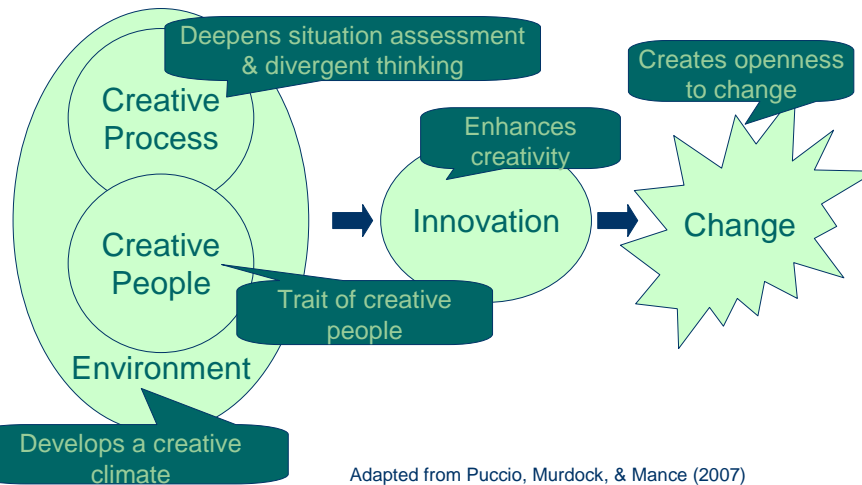 Deepens situation assessment
& divergent thinking
Creative
Process
Creative
People
Trait of creative
people
Environment
Develops a creative
climate
Enhances
creativity
Innovation
Creates openness
to change
Change
Adapted from Puccio, Murdock, & Mance (2007)